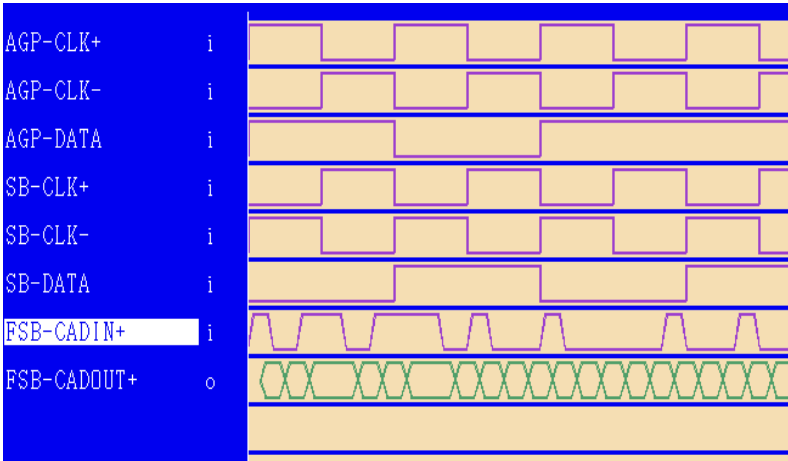 AGP-CLK+ i
AGP-CLK- i
AGP-DATA i
SB-CLK+ i
SB-CLK- i
SB-DATA i
FSB-CADIN+ i
FSB-CADOUT+ o